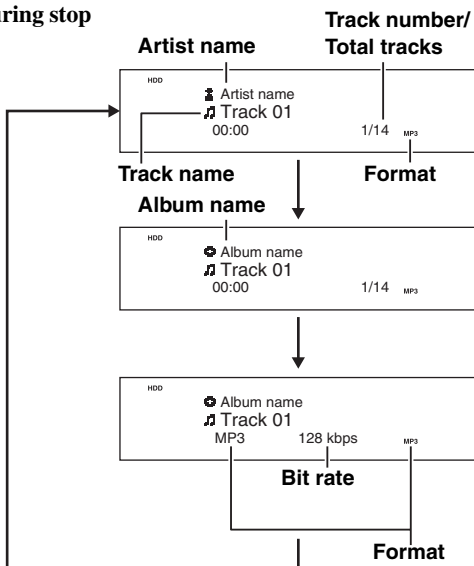 uring stop
Track number/
Total tracks
Artist name
HDD
Artist name
Track 01
00:00 1/14 MP3
Track name Format
Album name
HDD
Album name
Track 01
00:00 1/14 MP3
HDD
Album name
Track 01
MP3 128 kbps MP3
Bit rate
Format